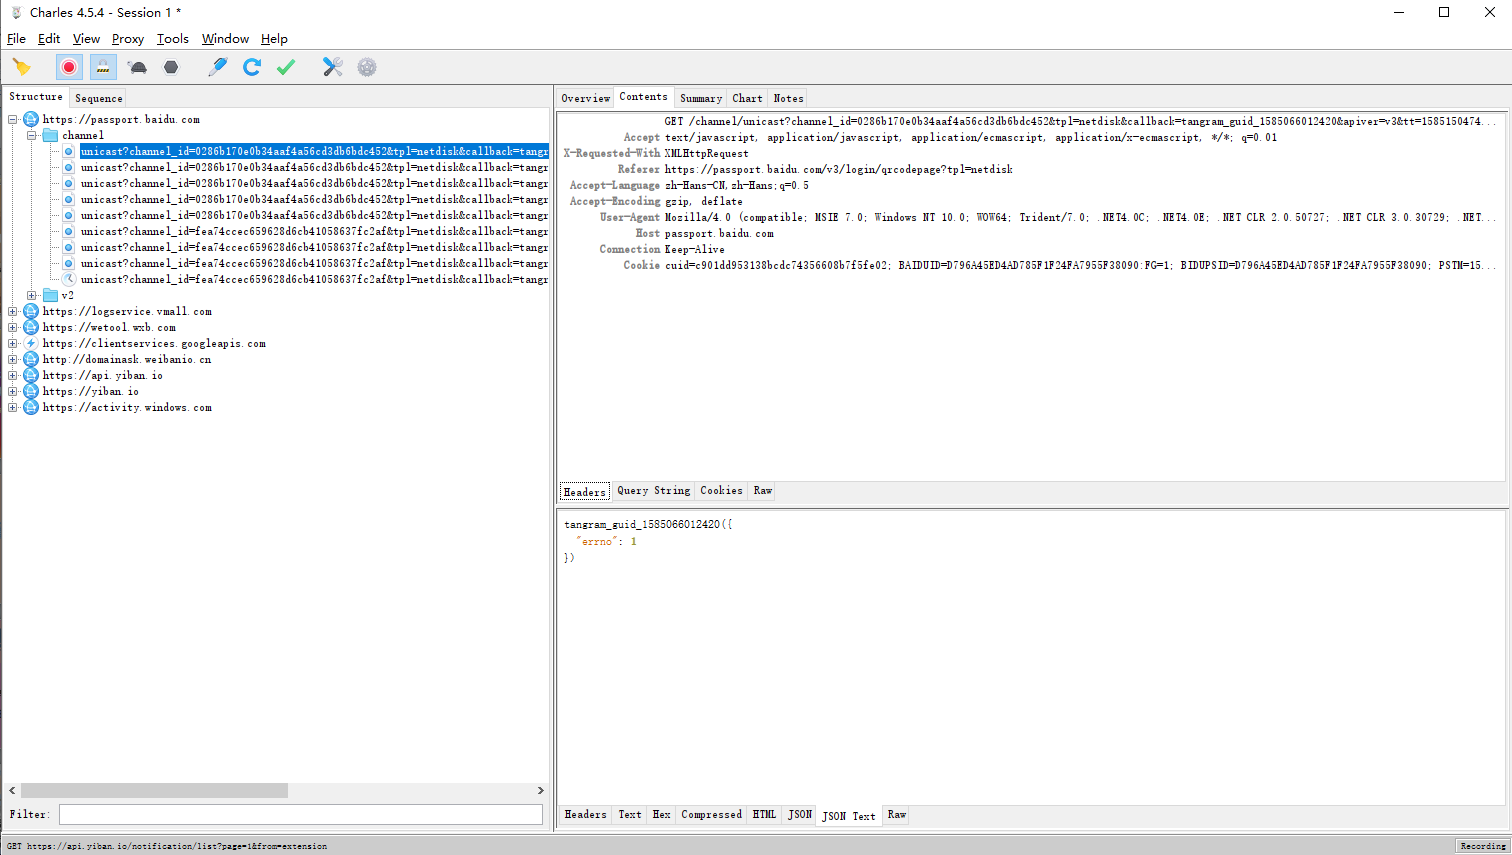 Charles 4.5.4 - Session 1 *
File Edit View Proxy Tools Window Help
Structure Sequence
https://passport.baidu.com
channel
unicast?channel_id=0286b170e0b34aaf4a56cd3db6bdc452&tpl=netdisk&callback=tangr
unicast?channel_id=0286b170e0b34aaf4a56cd3db6bdc452&tpl=netdisk&callback=tangr
unicast?channel_id=0286b170e0b34aaf4a56cd3db6bdc452&tpl=netdisk&callback=tangr
unicast?channel_id=0286b170e0b34aaf4a56cd3db6bdc452&tpl=netdisk&callback=tangr
unicast?channel_id=0286b170e0b34aaf4a56cd3db6bdc452&tpl=netdisk&callback=tangr
unicast?channel_id=fea74ccec659628d6cb41058637fc2af&tpl=netdisk&callback=tangr
unicast?channel_id=fea74ccec659628d6cb41058637fc2af&tpl=netdisk&callback=tangr
unicast?channel_id=fea74ccec659628d6cb41058637fc2af&tpl=netdisk&callback=tangr
unicast?channel_id=fea74ccec659628d6cb41058637fc2af&tpl=netdisk&callback=tangr
v2
https://logservice.vmall.com
https://wetool.wxb.com
https://clientservices.googleapis.com
http://domainask.weibanio.cn
https://api.yiban.io
https://yiban.io
https://activity.windows.com
Filter:
Overview Contents Summary Chart Notes
GET /channel/unicast?channel_id=0286b170e0b34aaf4a56cd3db6bdc452&tpl=netdisk&callback=tangram_guid_1585066012420&apiver=v3&tt=1585150474...
Accept text/javascript, application/javascript, application/ecmascript, application/x-ecmascript, */*; q=0.01
X-Requested-With XMLHttpRequest
Referer https://passport.baidu.com/v3/login/qrcodepage?tpl=netdisk
Accept-Language zh-Hans-CN,zh-Hans;q=0.5
Accept-Encoding gzip, deflate
User-Agent Mozilla/4.0 (compatible; MSIE 7.0; Windows NT 10.0; WOW64; Trident/7.0; .NET4.0C; .NET4.0E; .NET CLR 2.0.50727; .NET CLR 3.0.30729; .NET...
Host passport.baidu.com
Connection Keep-Alive
Cookie cuid=c901dd953138bcdc74356608b7f5fe02; BAIDUID=D796A45ED4AD785F1F24FA7955F38090:FG=1; BIDUPSID=D796A45ED4AD785F1F24FA7955F38090; PSTM=15...
Headers Query String Cookies Raw
tangram_guid_1585066012420({
"errno": 1
})
Headers Text Hex Compressed HTML JSON JSON Text Raw
GET https://api.yiban.io/notification/list?page=1&from=extension
Recording